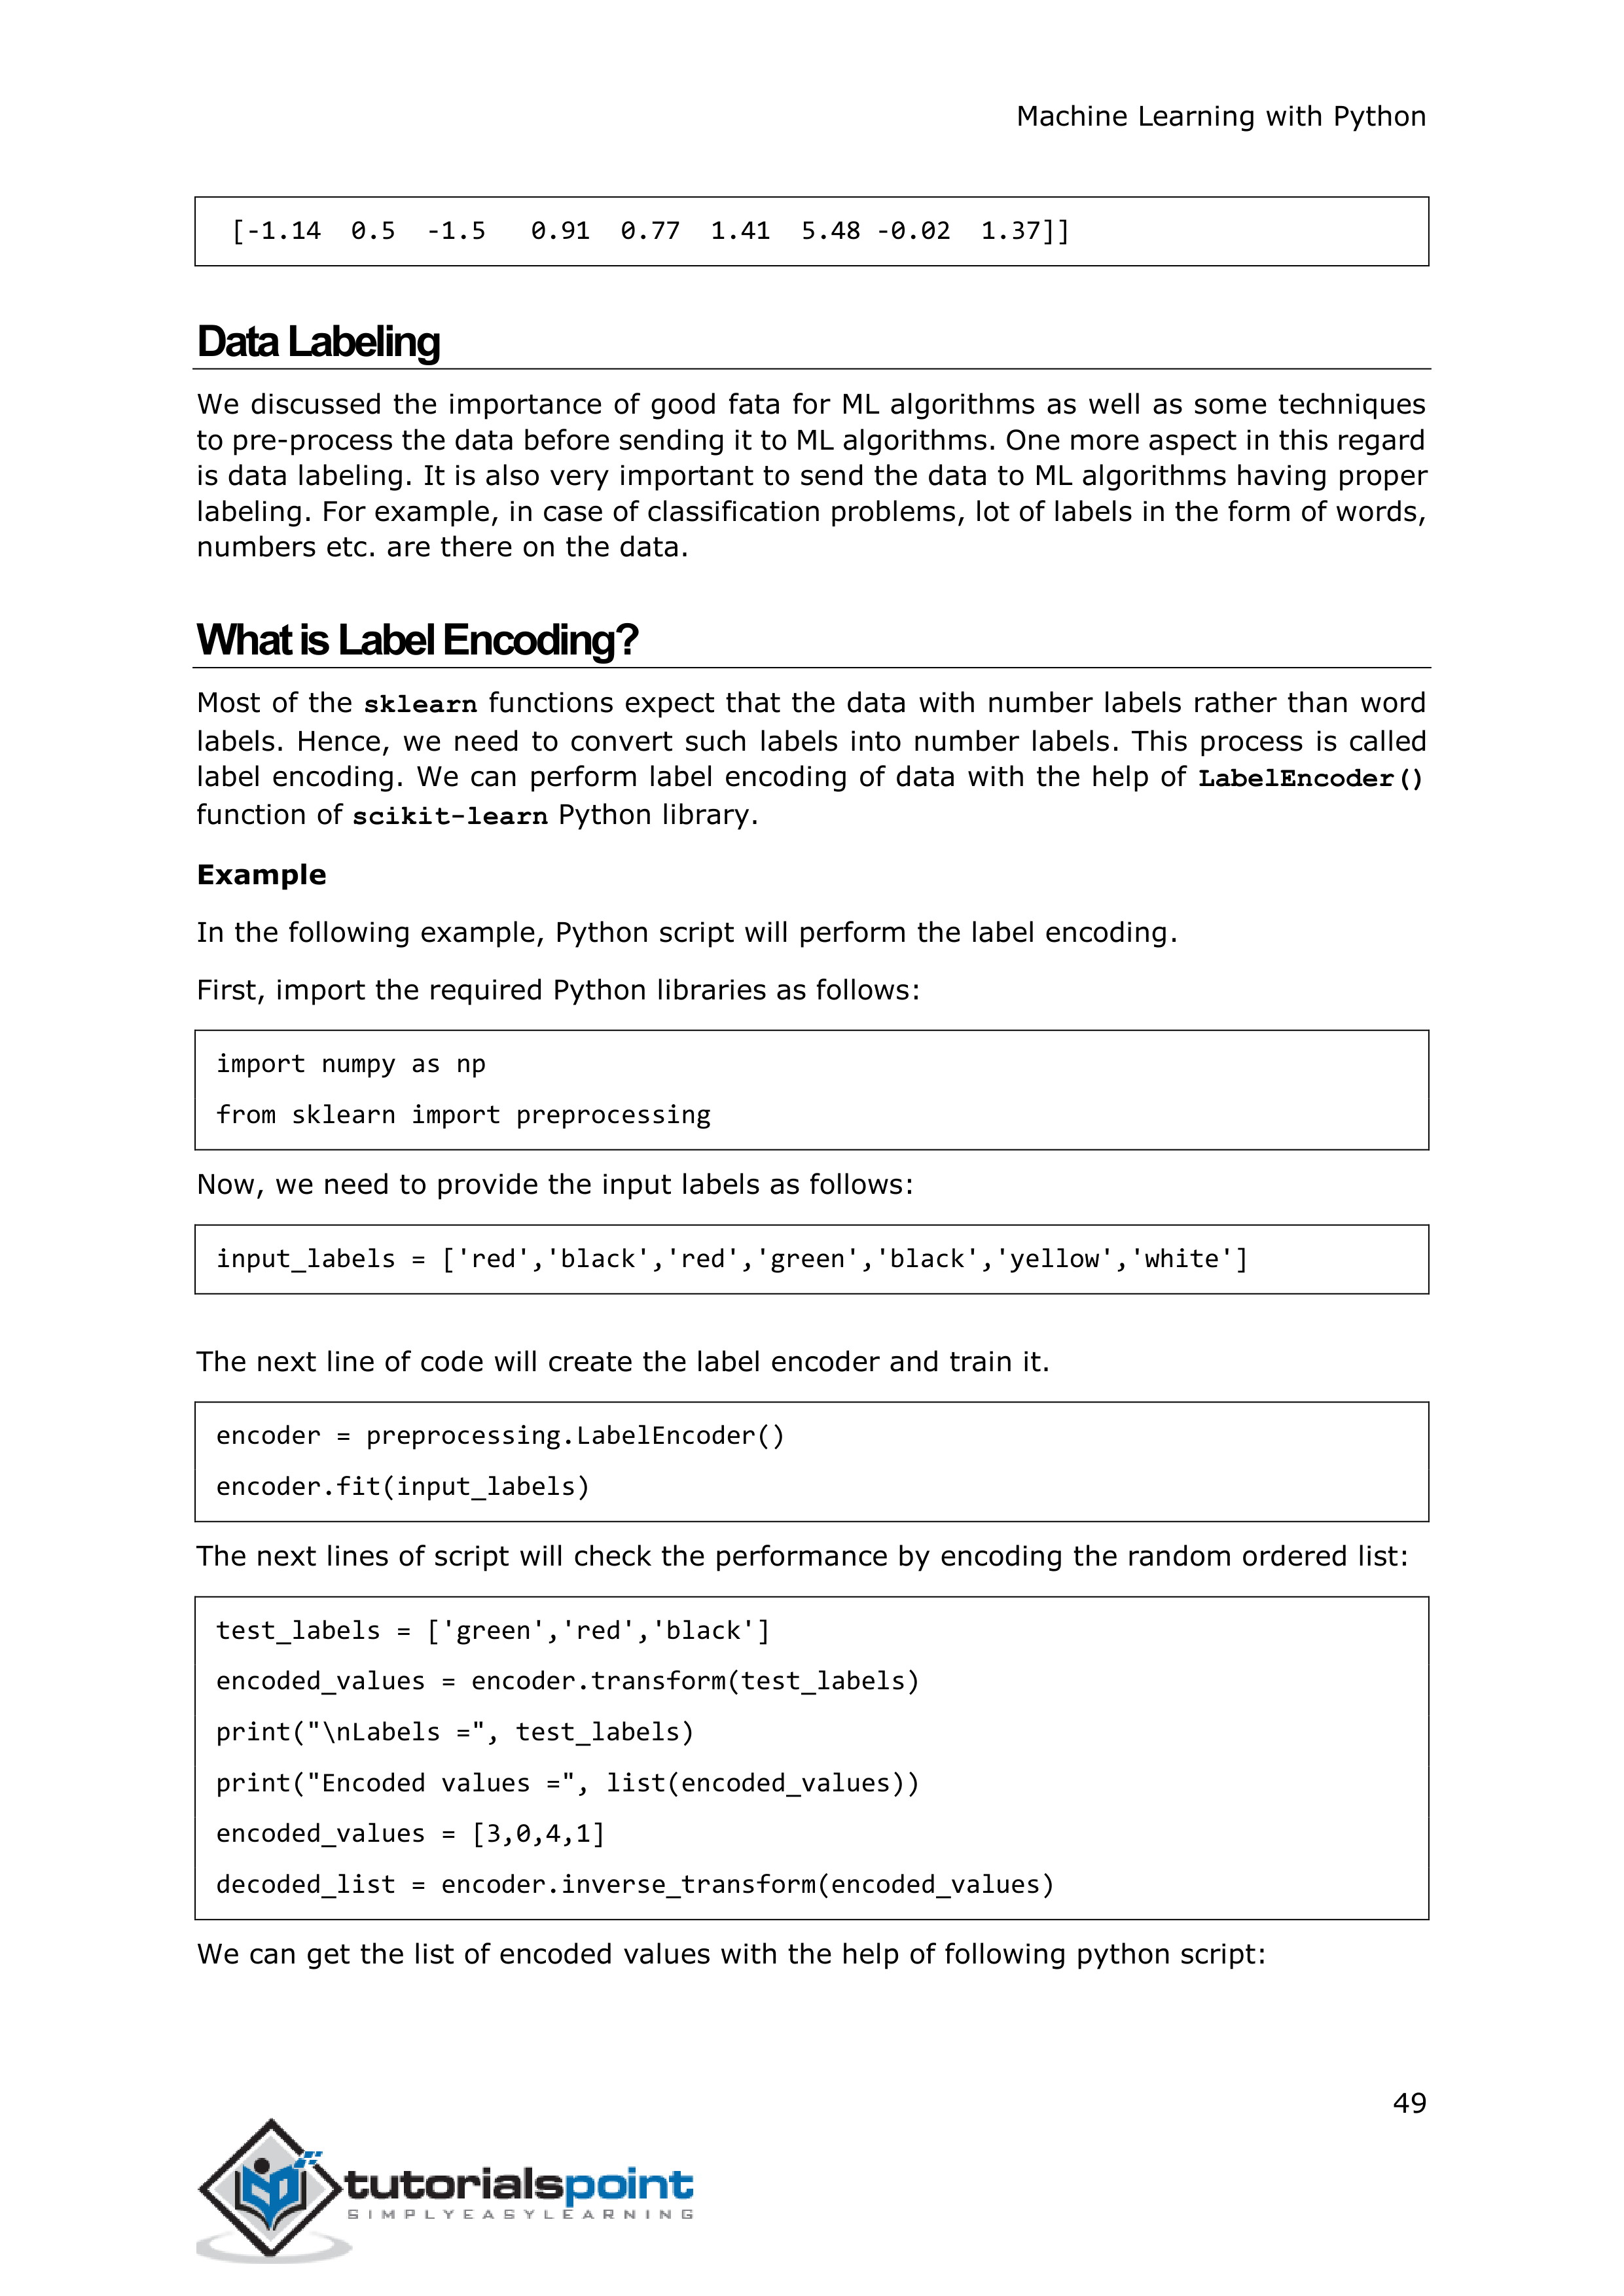 Machine Learning with Python
[-1.14  0.5  -1.5   0.91  0.77  1.41  5.48 -0.02  1.37]]
Data Labeling
We discussed the importance of good fata for ML algorithms as well as some techniques
to pre-process the data before sending it to ML algorithms. One more aspect in this regard
is data labeling. It is also very important to send the data to ML algorithms having proper
labeling. For example, in case of classification problems, lot of labels in the form of words,
numbers etc. are there on the data.
What is Label Encoding?
Most of the sklearn functions expect that the data with number labels rather than word
labels. Hence, we need to convert such labels into number labels. This process is called
label encoding. We can perform label encoding of data with the help of LabelEncoder()
function of scikit-learn Python library.
Example
In the following example, Python script will perform the label encoding.
First, import the required Python libraries as follows:
import numpy as np
from sklearn import preprocessing
Now, we need to provide the input labels as follows:
input_labels = ['red','black','red','green','black','yellow','white']
The next line of code will create the label encoder and train it.
encoder = preprocessing.LabelEncoder()
encoder.fit(input_labels)
The next lines of script will check the performance by encoding the random ordered list:
test_labels = ['green','red','black']
encoded_values = encoder.transform(test_labels)
print("\nLabels =", test_labels)
print("Encoded values =", list(encoded_values))
encoded_values = [3,0,4,1]
decoded_list = encoder.inverse_transform(encoded_values)
We can get the list of encoded values with the help of following python script:
49
tutorialspoint
SIMPLYEASYLEARNING